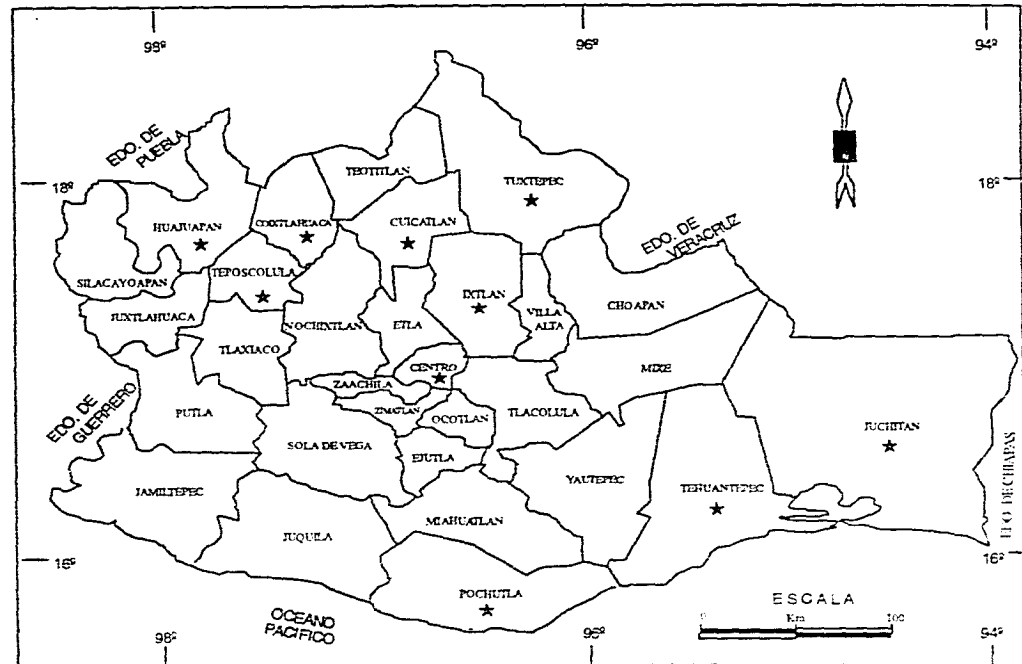 98º
96º
94º
EDO. DE
PUEBLA
TEOTITLAN
18º
TUXTEPEC
18º
HUAJUAPAN
COIXTLAHUACA
CUICATLAN
EDO. DE
VERACRUZ
SILACAYOAPAN
TEPOSCOLULA
IXTLAN
CHOAPAN
JUXTLAHUACA
NOCHIXTLAN
ETLA
VILLA
ALTA
TLAXIACO
CENTRO
MIXE
ZAACHILA
EDO. DE
GUERRERO
PUTLA
ZIMATLAN
OCOTLAN
TLACOLULA
JUCHITAN
SOLA DE VEGA
EJUTLA
EDO DE CHIAPAS
JAMILTEPEC
YAUTEPEC
TEHUANTEPEC
JUQUILA
MIAHUATLAN
16º
16º
POCHUTLA
ESCALA
0 Km 100
OCEANO
PACIFICO
98º
96º
94º